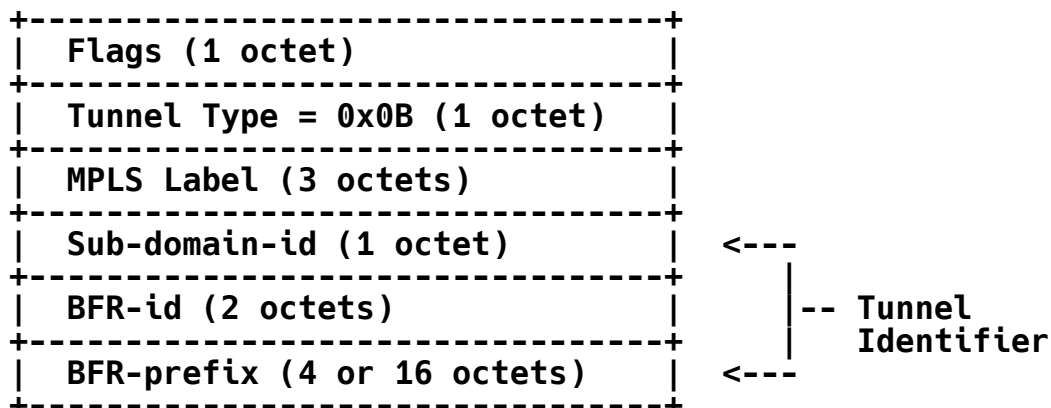 +---------------------------------+
|  Flags (1 octet)                |
+---------------------------------+
|  Tunnel Type = 0x0B (1 octet)   |
+---------------------------------+
|  MPLS Label (3 octets)          |
+---------------------------------+
|  Sub-domain-id (1 octet)        |  <---
+---------------------------------+     |
|  BFR-id (2 octets)              |     |-- Tunnel
+---------------------------------+     |   Identifier
|  BFR-prefix (4 or 16 octets)    |  <---
+---------------------------------+